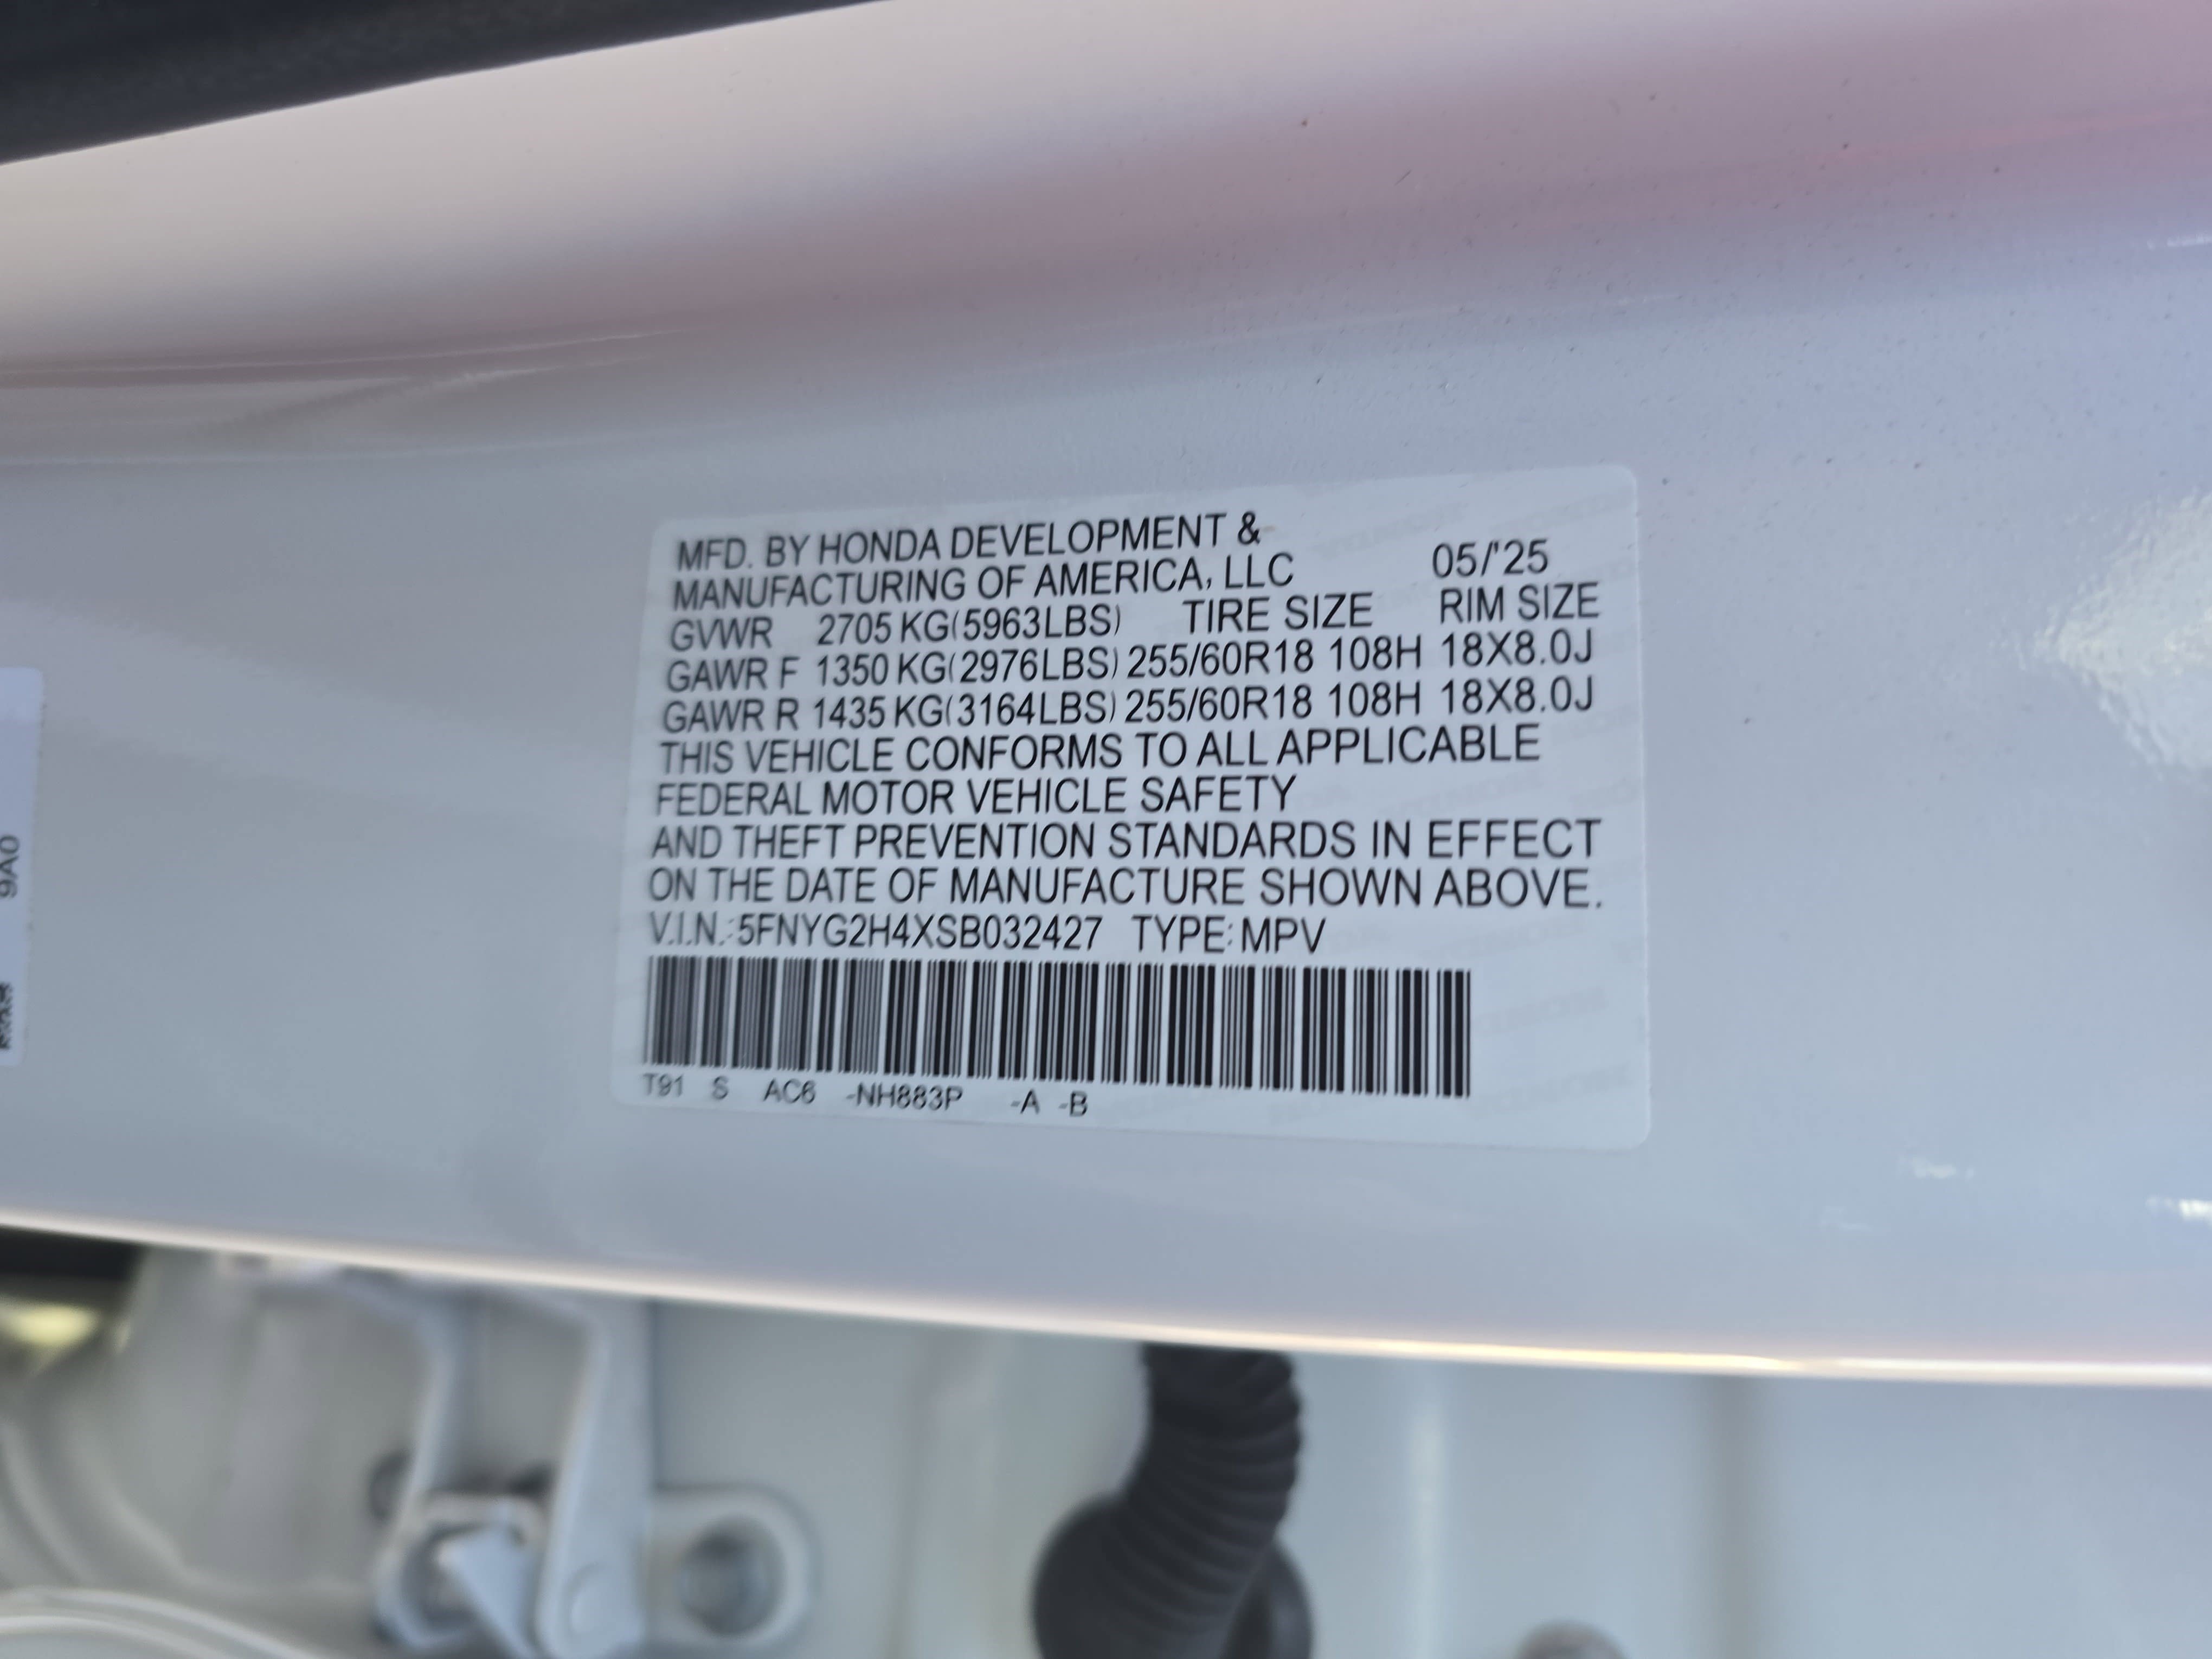 MFD. BY HONDA DEVELOPMENT &
MANUFACTURING OF AMERICA, LLC 05/'25
GVWR 2705 KG(5963LBS) TIRE SIZE RIM SIZE
GAWR F 1350 KG(2976LBS) 255/60R18 108H 18X8.0J
GAWR R 1435 KG(3164LBS) 255/60R18 108H 18X8.0J
THIS VEHICLE CONFORMS TO ALL APPLICABLE
FEDERAL MOTOR VEHICLE SAFETY
AND THEFT PREVENTION STANDARDS IN EFFECT
ON THE DATE OF MANUFACTURE SHOWN ABOVE.
V.I.N.:5FNYG2H4XSB032427 TYPE:MPV
T91 S AC6 -NH883P -A -B
9A0